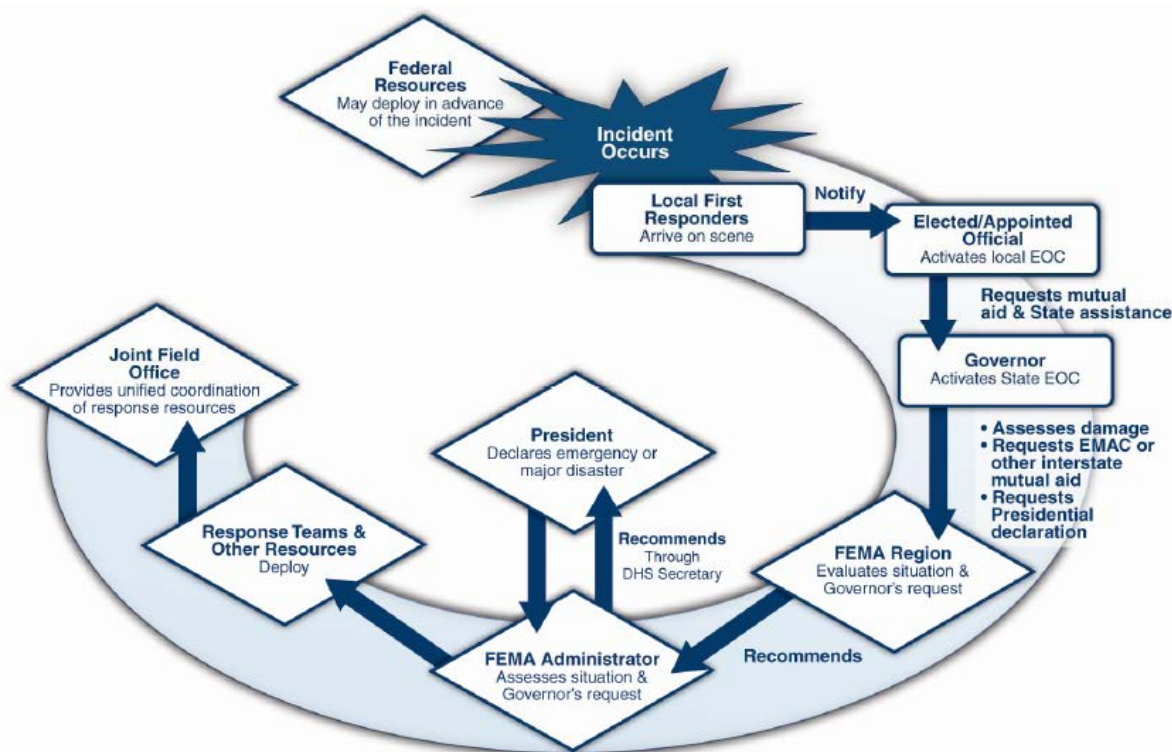 Federal
Resources
May deploy in advance
of the incident
Incident
Occurs
Local First
Responders
Arrive on scene
Notify
Elected/Appointed
Official
Activates local EOC
Requests mutual
aid & State assistance
Governor
Activates State EOC
• Assesses damage
• Requests EMAC or
other interstate
mutual aid
• Requests
Presidential
declaration
FEMA Region
Evaluates situation &
Governor's request
Recommends
FEMA Administrator
Assesses situation &
Governor's request
Recommends
Through
DHS Secretary
President
Declares emergency or
major disaster
Response Teams &
Other Resources
Deploy
Joint Field
Office
Provides unified coordination
of response resources